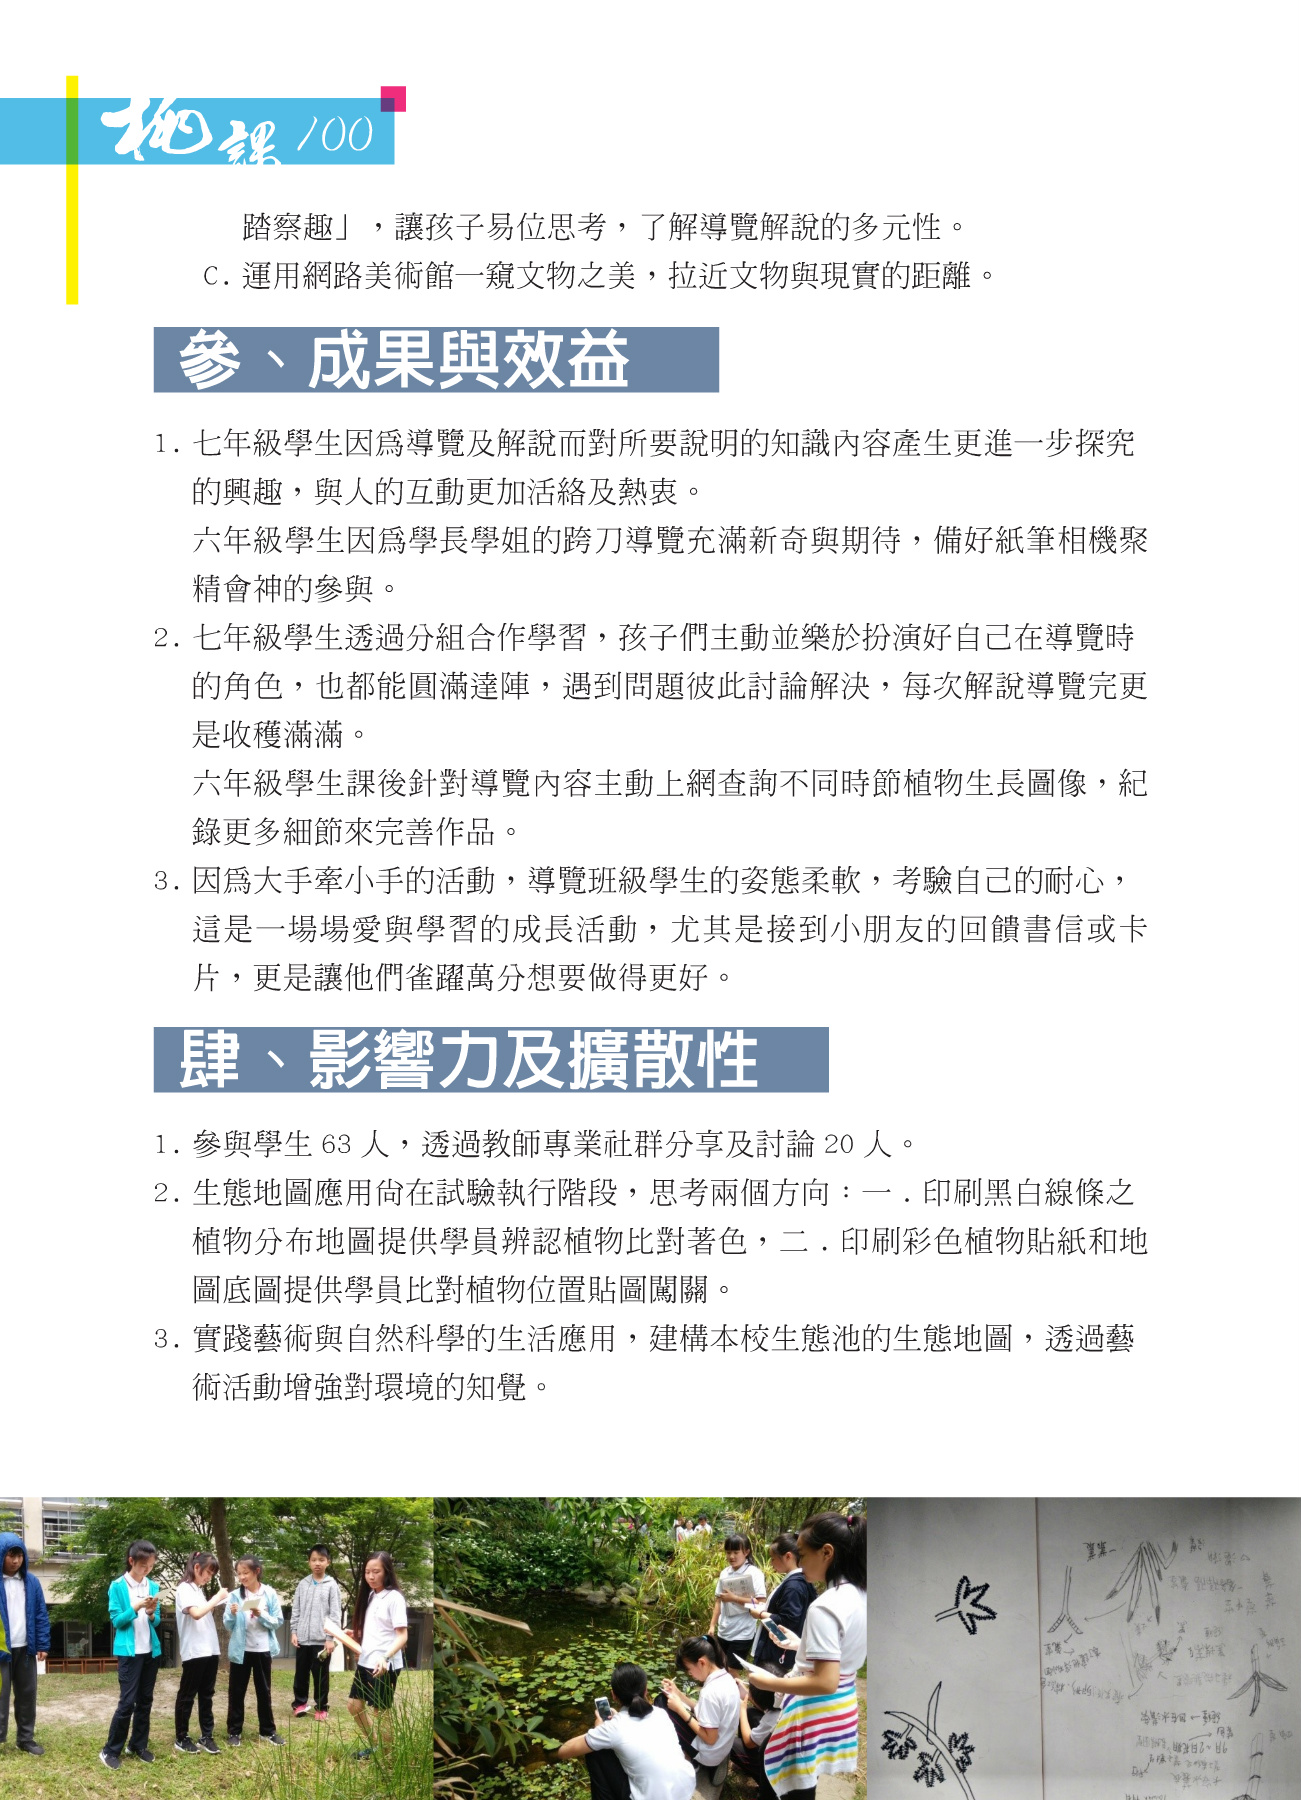 桃課100
踏察趣」，讓孩子易位思考，了解導覽解說的多元性。
C. 運用網路美術館一窺文物之美，拉近文物與現實的距離。
參、成果與效益
1. 七年級學生因為導覽及解說而對所要說明的知識內容產生更進一步探究
的興趣，與人的互動更加活絡及熱衷。
六年級學生因為學長學姐的跨刀導覽充滿新奇與期待，備好紙筆相機聚
精會神的參與。
2. 七年級學生透過分組合作學習，孩子們主動並樂於扮演好自己在導覽時
的角色，也都能圓滿達陣，遇到問題彼此討論解決，每次解說導覽完更
是收穫滿滿。
六年級學生課後針對導覽內容主動上網查詢不同時節植物生長圖像，紀
錄更多細節來完善作品。
3. 因為大手牽小手的活動，導覽班級學生的姿態柔軟，考驗自己的耐心，
這是一場場愛與學習的成長活動，尤其是接到小朋友的回饋書信或卡
片，更是讓他們雀躍萬分想要做得更好。
肆、影響力及擴散性
1. 參與學生 63 人，透過教師專業社群分享及討論 20 人。
2. 生態地圖應用尚在試驗執行階段，思考兩個方向：一．印刷黑白線條之
植物分布地圖提供學員辨認植物比對著色，二．印刷彩色植物貼紙和地
圖底圖提供學員比對植物位置貼圖闖關。
3. 實踐藝術與自然科學的生活應用，建構本校生態池的生態地圖，透過藝
術活動增強對環境的知覺。